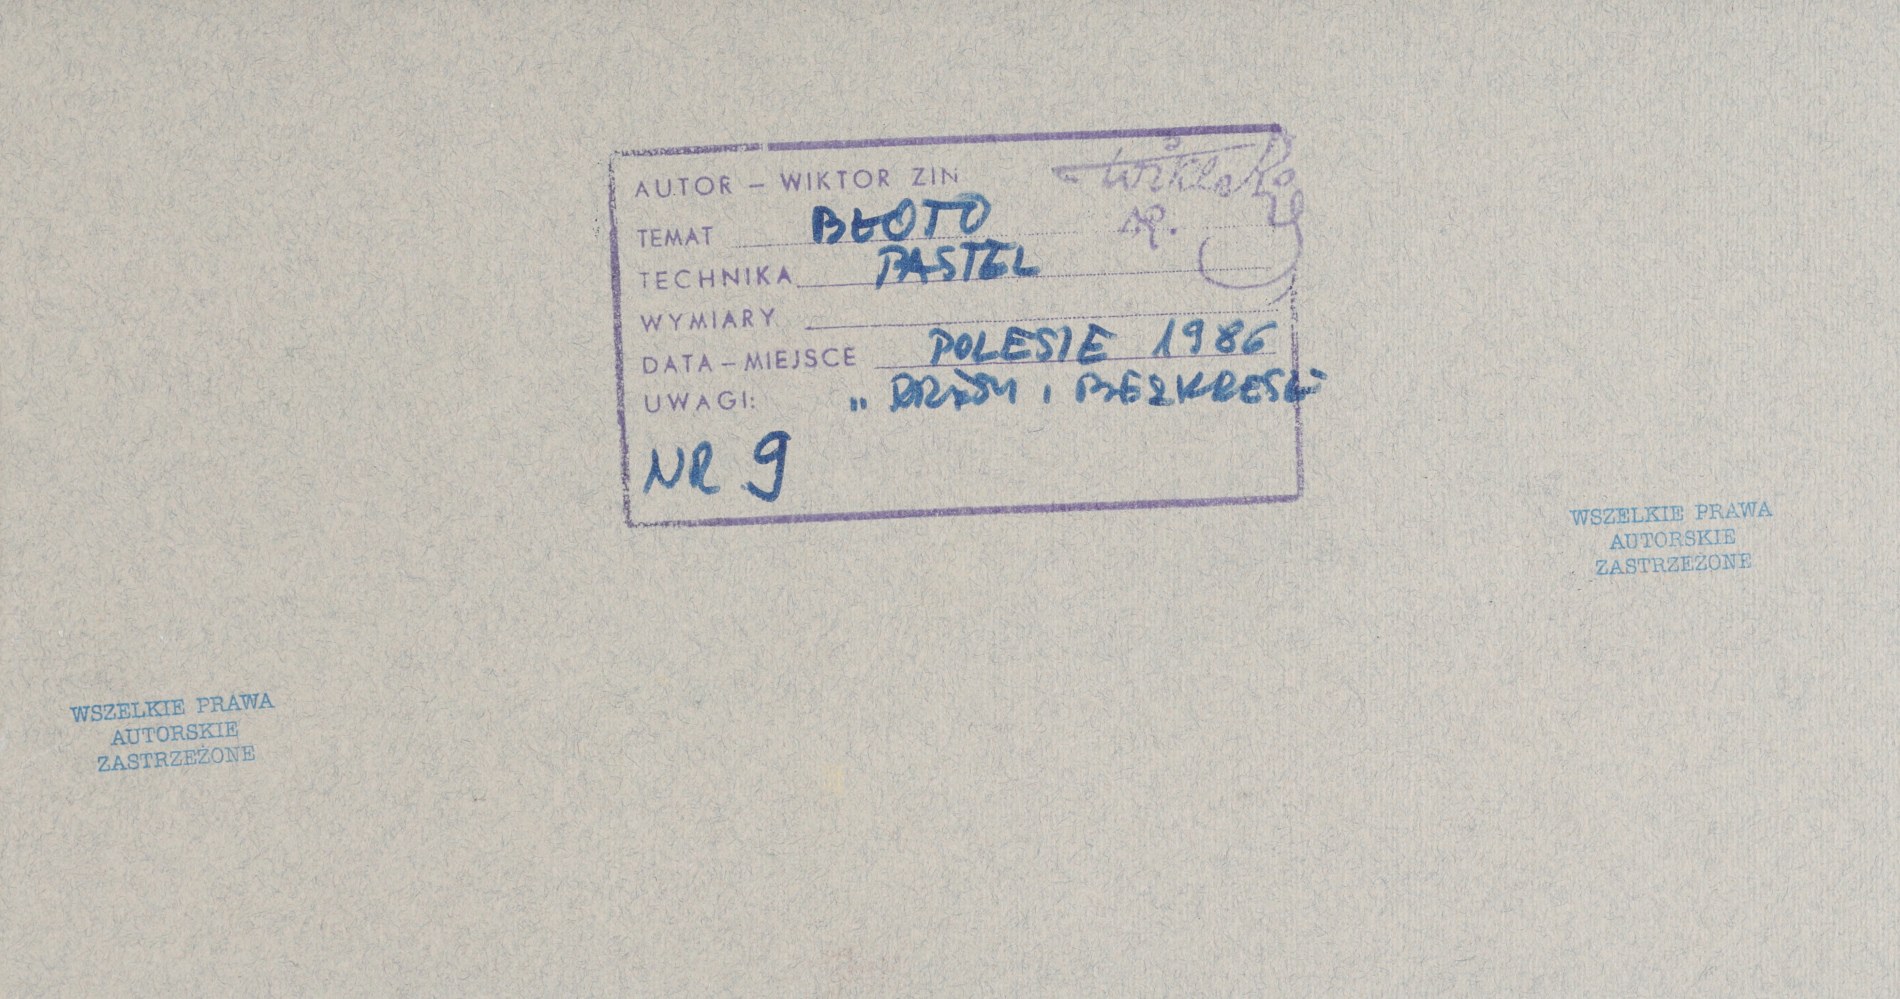 AUTOR – WIKTOR ZIN
TEMAT BŁOTO
TECHNIKA PASTEL
WYMIARY
DATA – MIEJSCE POLESIE 1986
UWAGI: BEZKRESU
NR 9
WSZELKIE PRAWA
AUTORSKIE
ZASTRZEŻONE
WSZELKIE PRAWA
AUTORSKIE
ZASTRZEŻONE